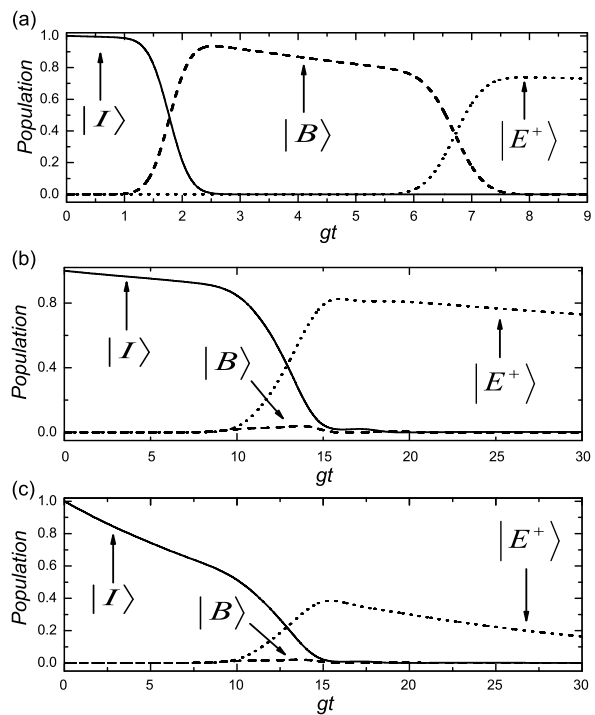 (a)
Population
1.0
0.8
0.6
0.4
0.2
0.0
|I⟩
|B⟩
|E⁺⟩
0 1 2 3 4 5 6 7 8 9
gt
(b)
Population
0.8
0.4
0.0
|I⟩
|B⟩
|E⁺⟩
0 5 10 15 20 25 30
gt
(c)
Population
1.0
0.8
0.6
0.4
0.2
0.0
|I⟩
|B⟩
|E⁺⟩
0 5 10 15 20 25 30
gt